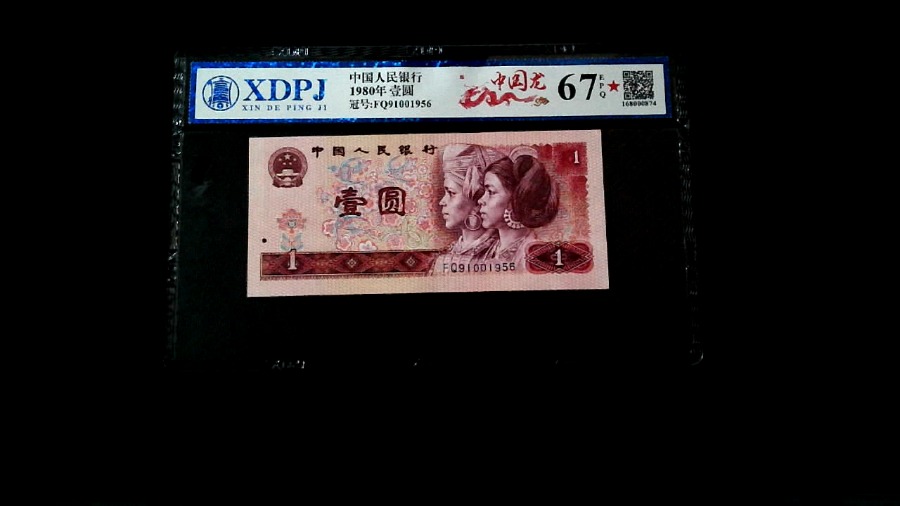 XDPJ
XIN DE PING JI
中国人民银行
1980年 壹圆
冠号:FQ91001956
中国龙
67
EPQ
168000874
中国人民银行
1
壹圆
1
FQ91001956
1